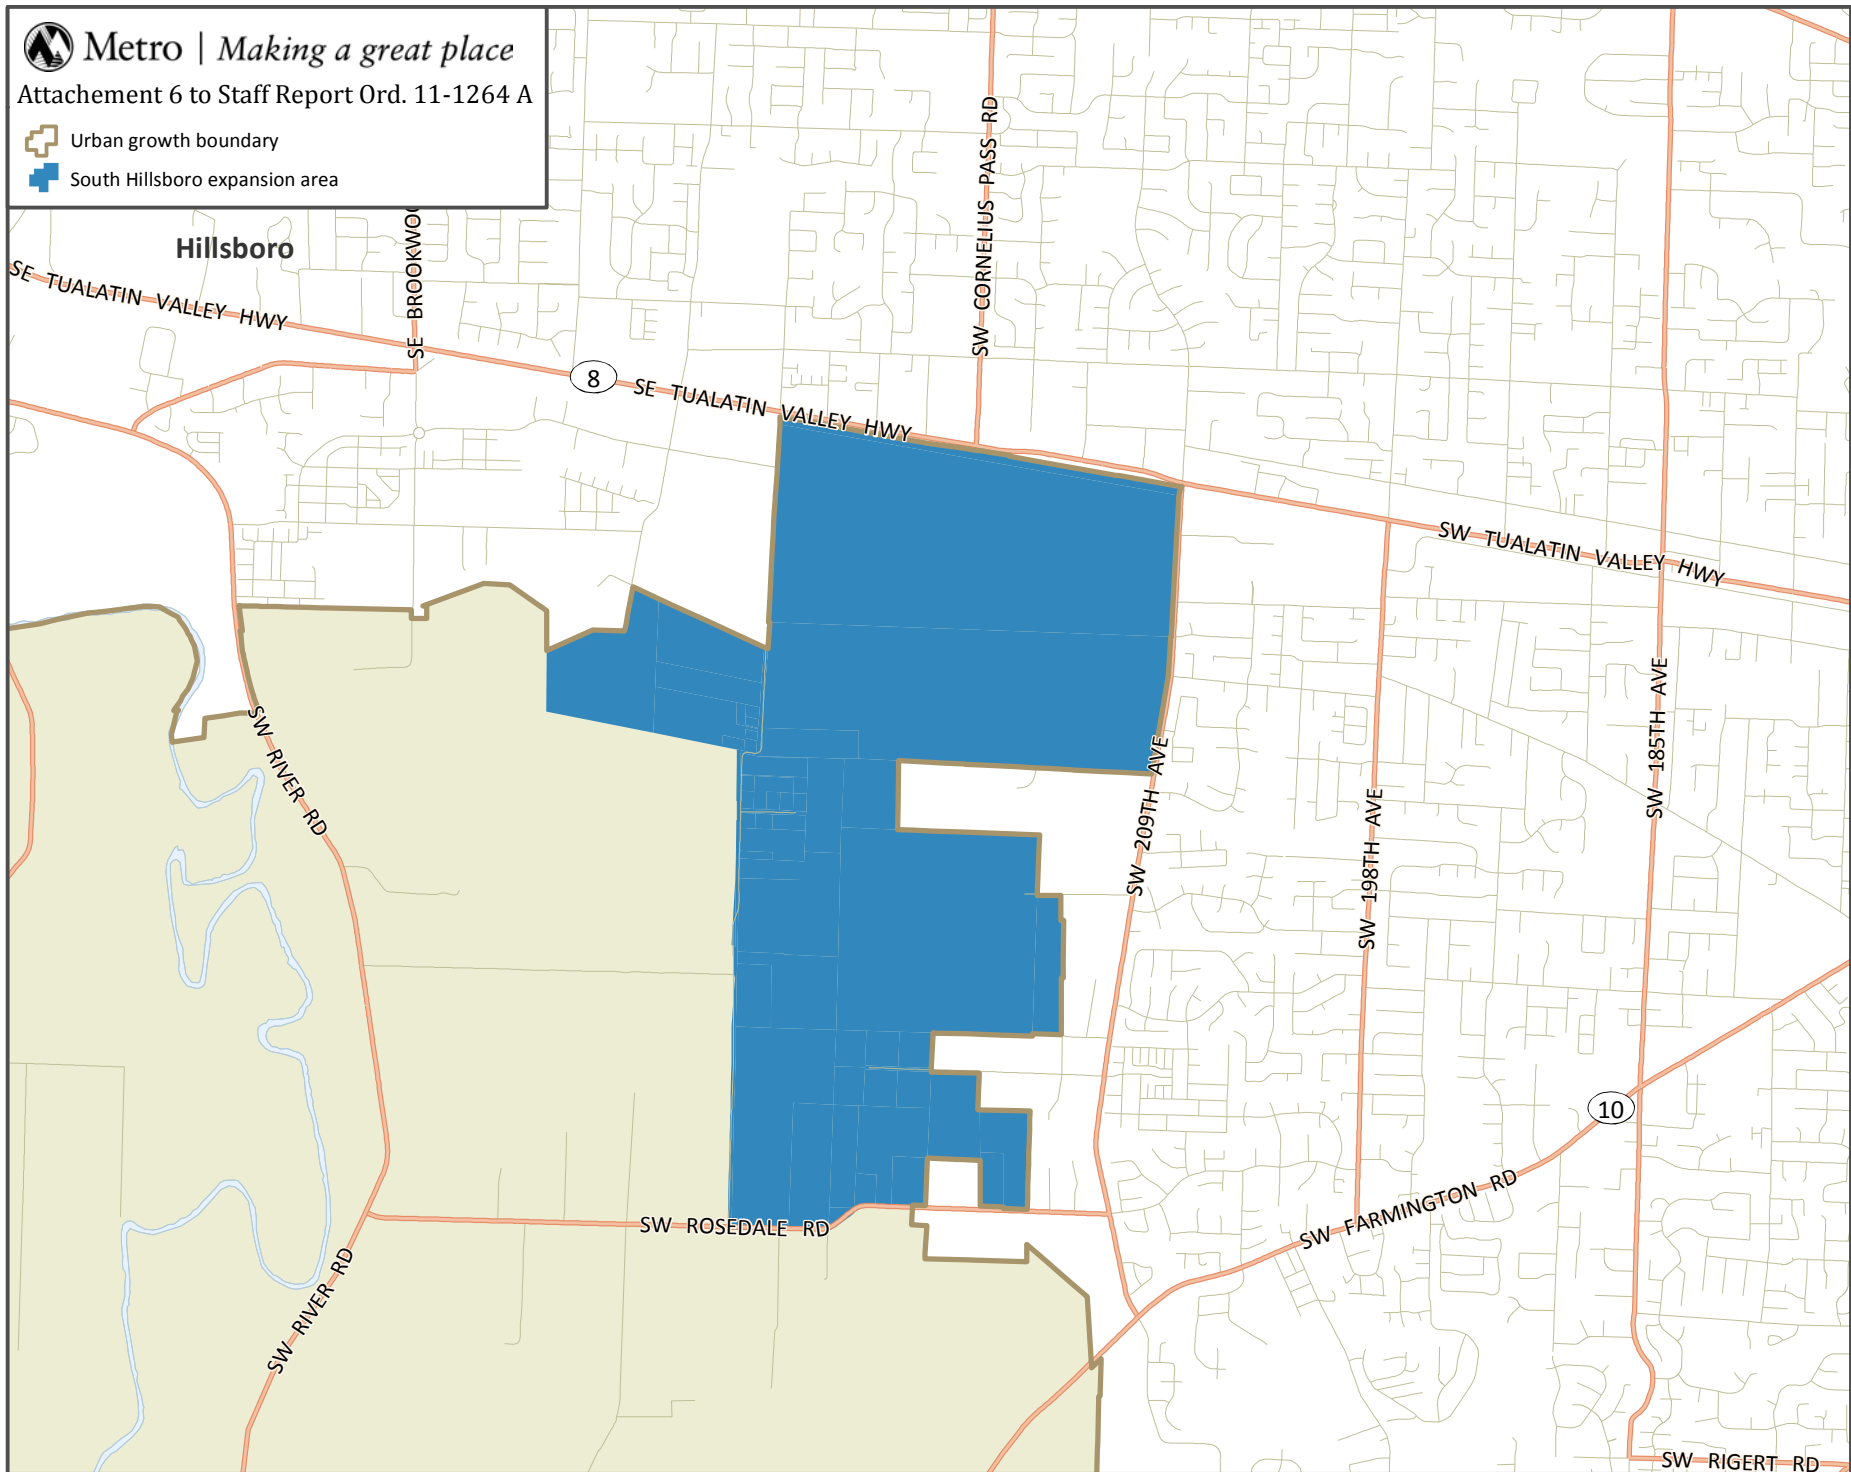 Metro | Making a great place
Attachement 6 to Staff Report Ord. 11-1264 A
Urban growth boundary
South Hillsboro expansion area
Hillsboro
SE TUALATIN VALLEY HWY
SE BROOKWOO
8
SE TUALATIN VALLEY HWY
SW CORNELIUS PASS RD
SW TUALATIN VALLEY HWY
SW 185TH AVE
SW 198TH AVE
SW 209TH AVE
SW RIVER RD
10
SW FARMINGTON RD
SW ROSEDALE RD
SW RIVER RD
SW RIGERT RD